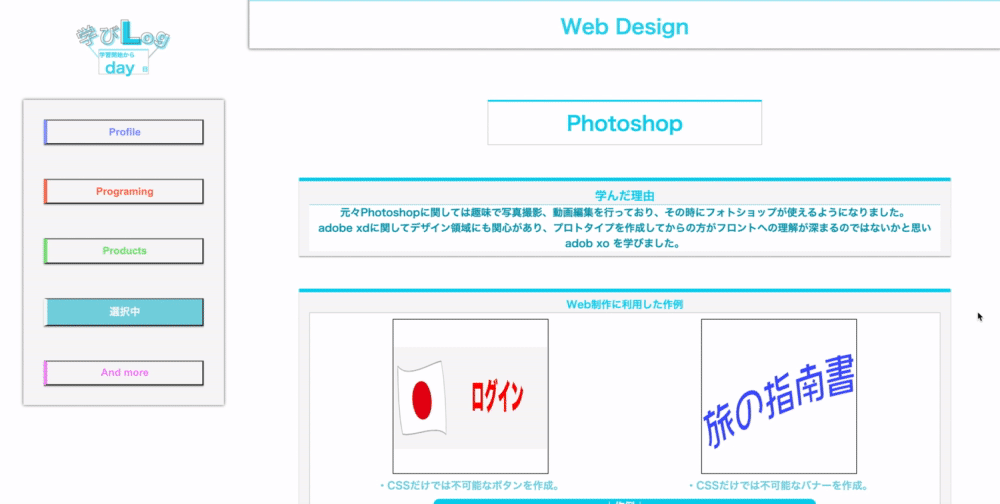 学びLog
学習開始から
day 日
Profile
Programing
Products
選択中
And more
Web Design
Photoshop
学んだ理由
元々Photoshopに関しては趣味で写真撮影、動画編集を行っており、その時にフォトショップが使えるようになりました。
adobe xdに関してデザイン領域にも関心があり、プロトタイプを作成してからの方がフロントへの理解が深まるのではないかと思い
adob xo を学びました。
Web制作に利用した作例
ログイン
旅の指南書
・CSSだけでは不可能なボタンを作成。
・CSSだけでは不可能なバナーを作成。